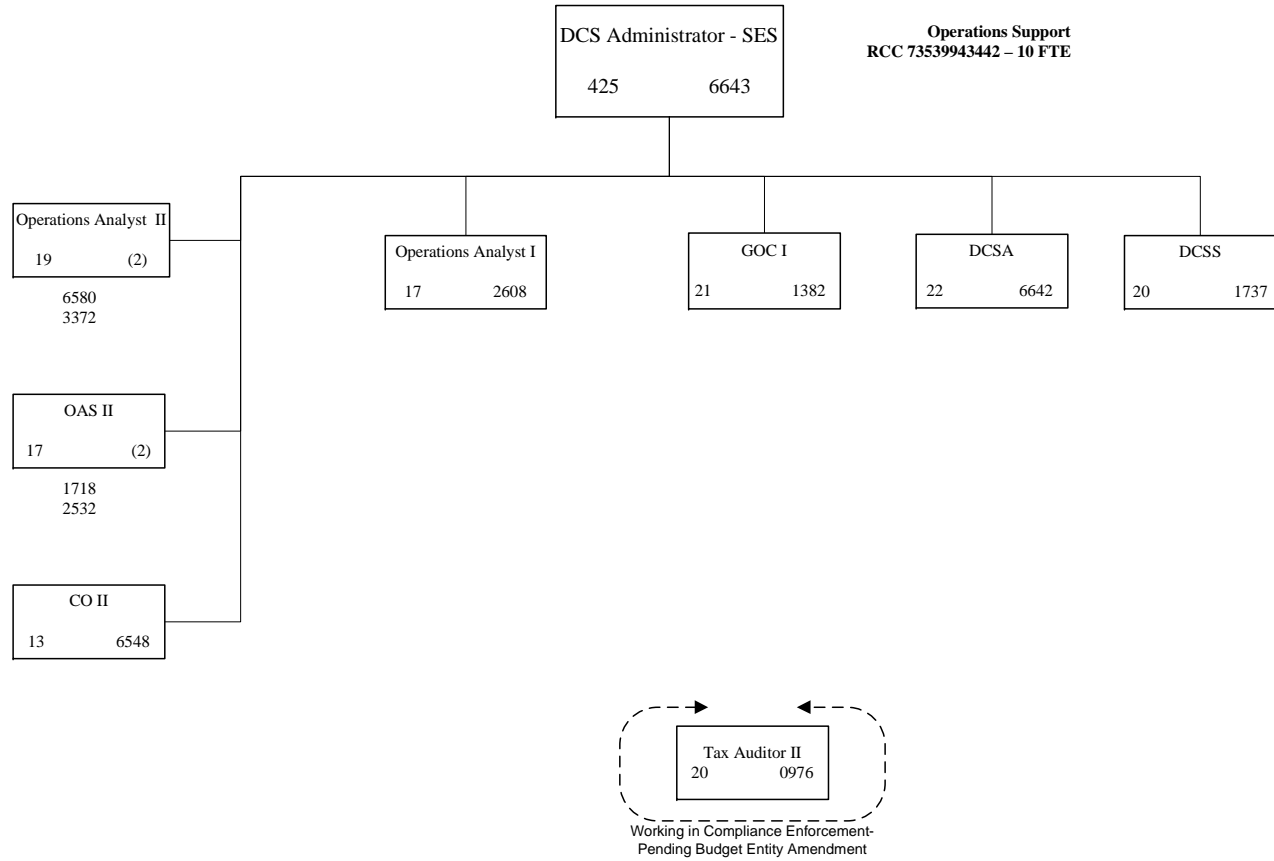 DCS Administrator - SES
425 6643
Operations Support
RCC 73539943442 – 10 FTE
Operations Analyst II
19 (2)
6580
3372
Operations Analyst I
17 2608
GOC I
21 1382
DCSA
22 6642
DCSS
20 1737
OAS II
17 (2)
1718
2532
CO II
13 6548
Tax Auditor II
20 0976
Working in Compliance Enforcement-
Pending Budget Entity Amendment